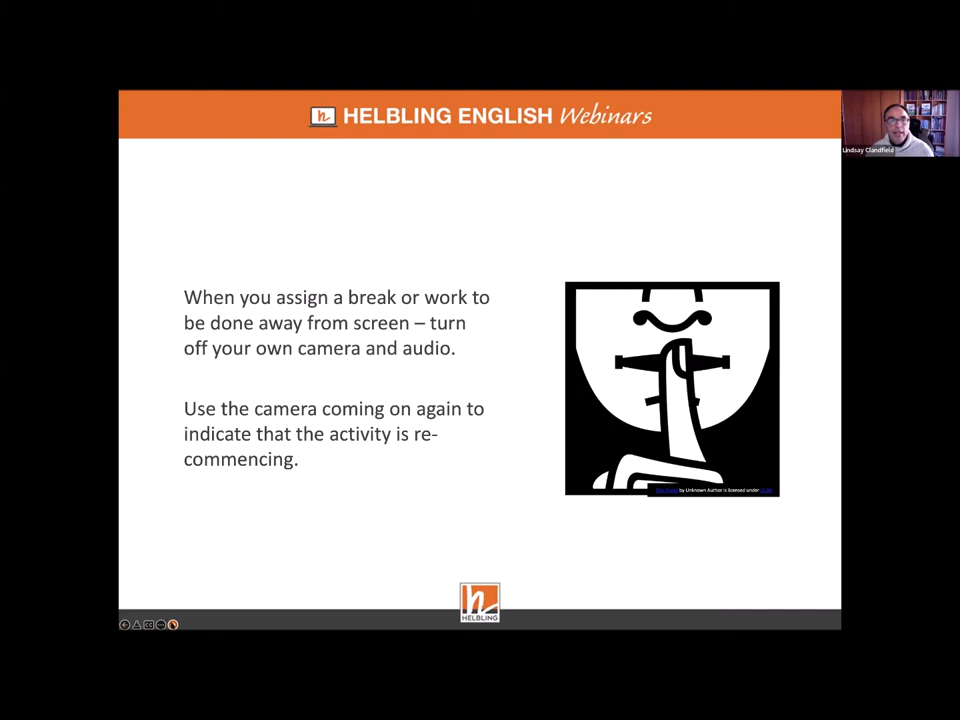 HELBLING ENGLISH Webinars
Lindsay Clandfield
When you assign a break or work to
be done away from screen – turn
off your own camera and audio.
Use the camera coming on again to
indicate that the activity is re-
commencing.
by Unknown Author is licensed under
HELBLING